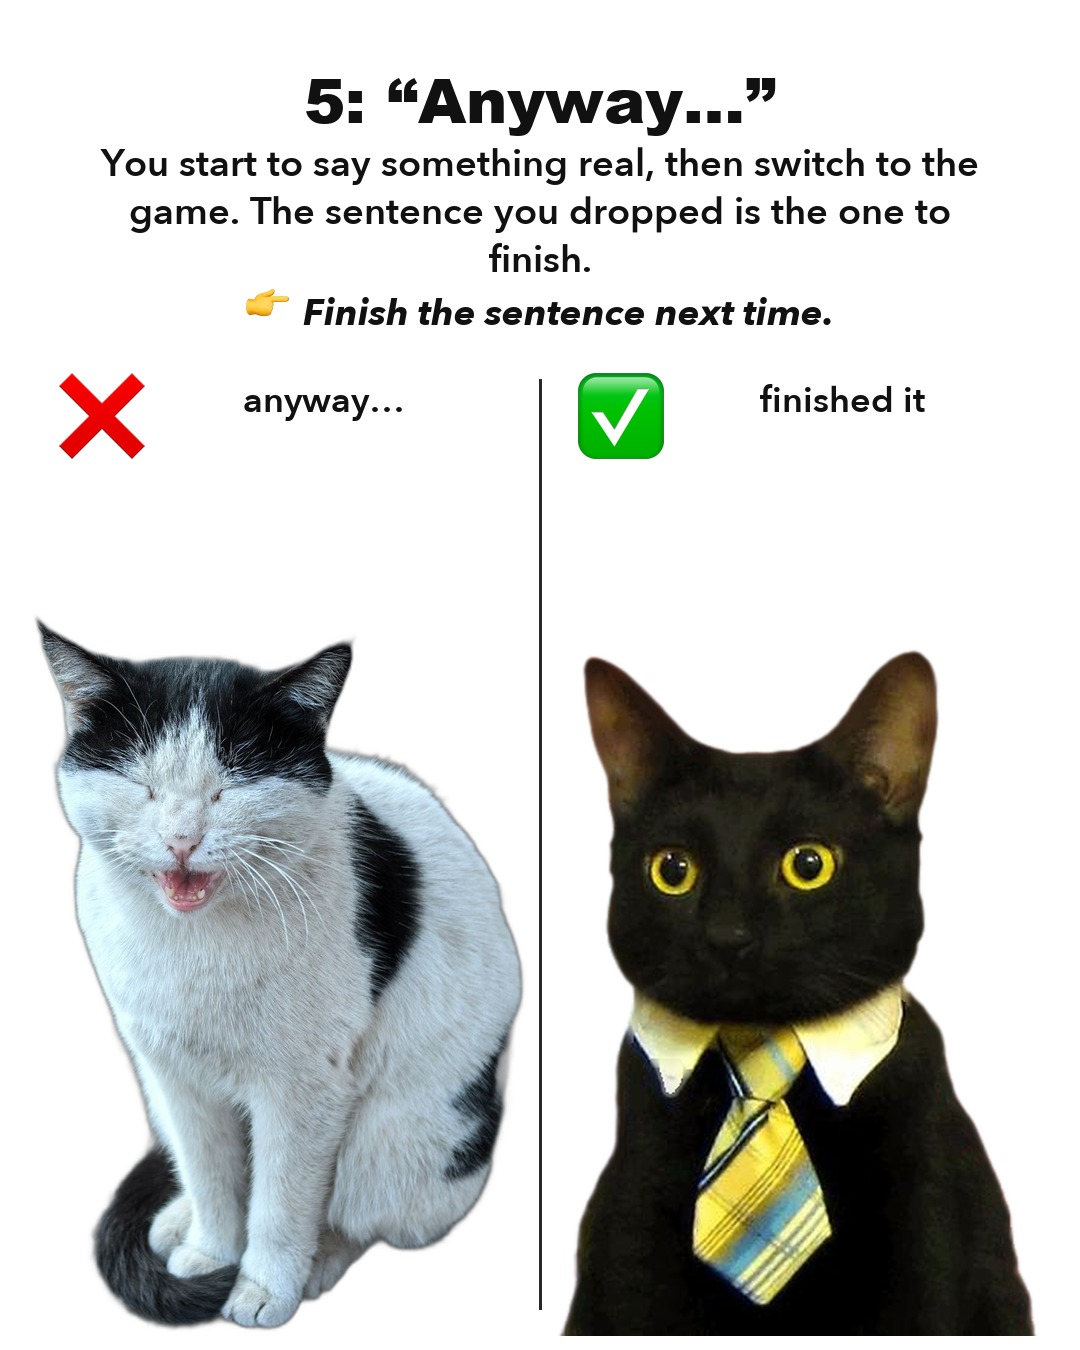 5: “Anyway...”
You start to say something real, then switch to the
game. The sentence you dropped is the one to
finish.
👉 Finish the sentence next time.
❌ anyway...
✅ finished it